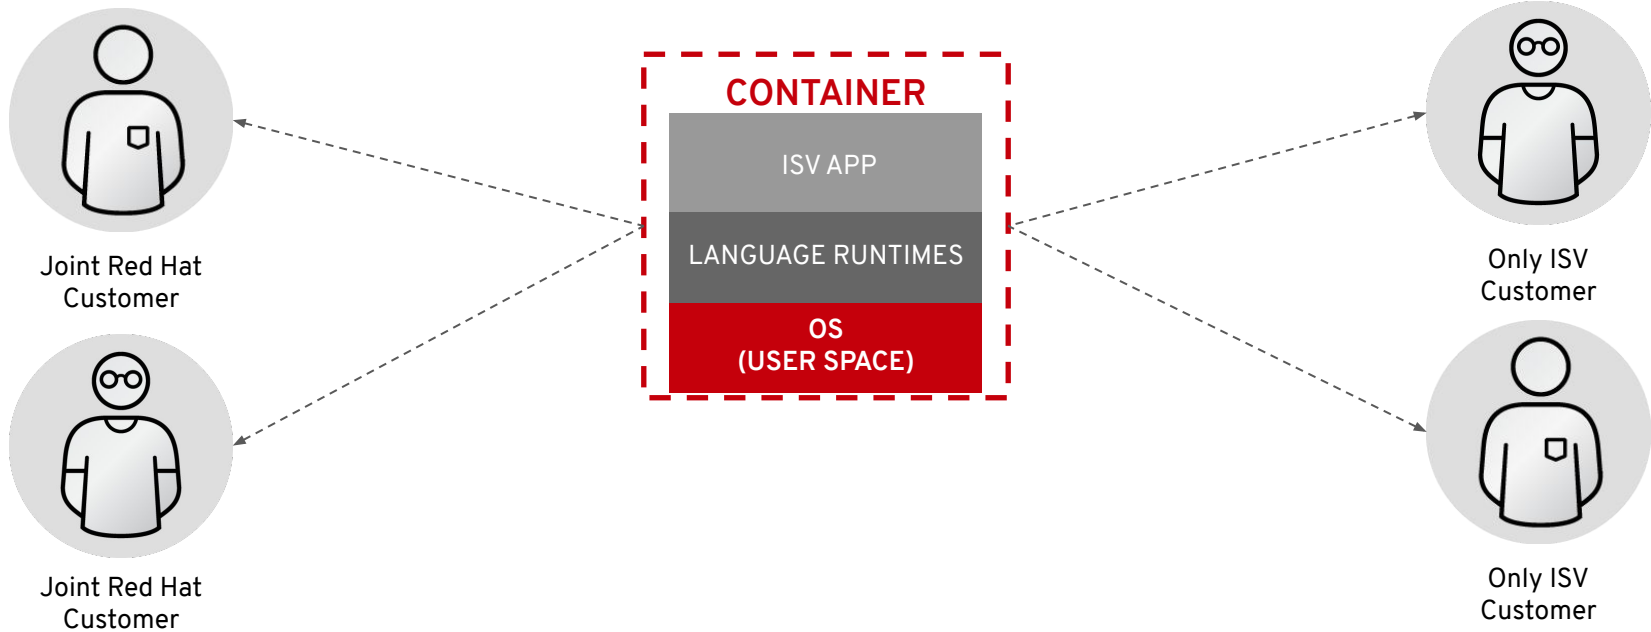 CONTAINER
ISV APP
LANGUAGE RUNTIMES
OS
(USER SPACE)
Joint Red Hat
Customer
Joint Red Hat
Customer
Only ISV
Customer
Only ISV
Customer